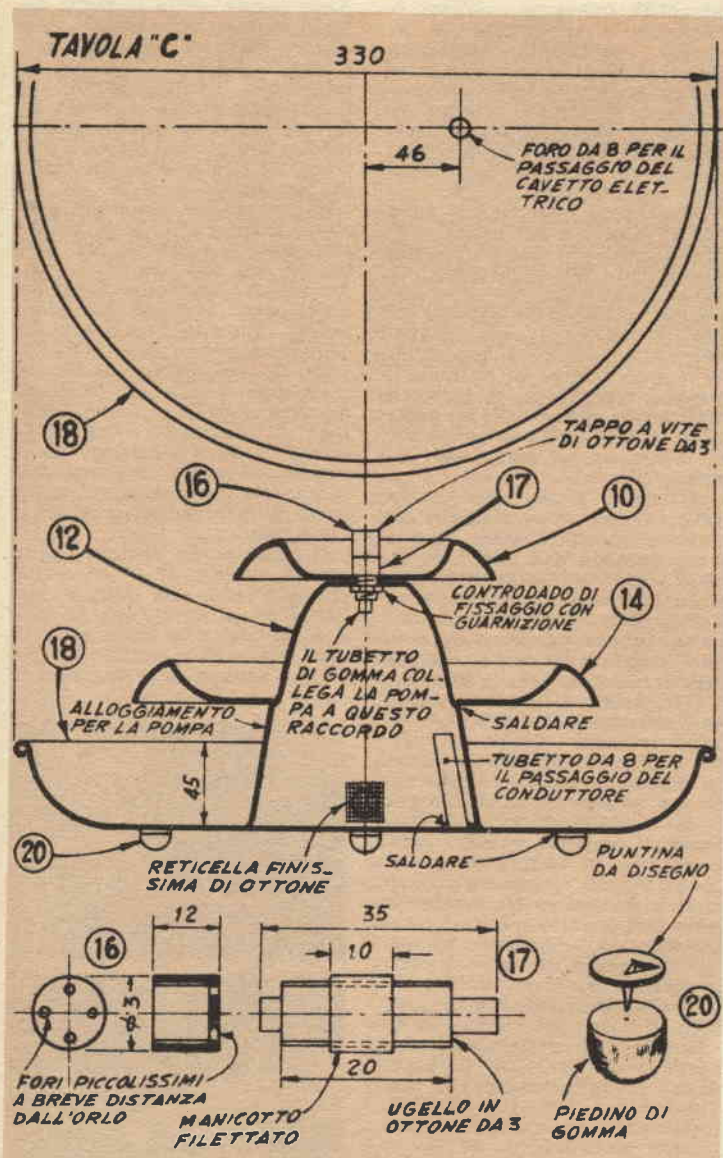 TAVOLA "C"
330
46
FORO DA 8 PER IL
PASSAGGIO DEL
CAVETTO ELET-
TRICO
18
TAPPO A VITE
DI OTTONE DA 3
16
17
10
12
CONTRODADO DI
FISSAGGIO CON
GUARNIZIONE
14
18
IL TUBETTO
DI GOMMA COL-
LEGA LA POM-
PA A QUESTO
RACCORDO
ALLOGGIAMENTO
PER LA POMPA
SALDARE
45
TUBETTO DA 8 PER
IL PASSAGGIO DEL
CONDUTTORE
20
RETICELLA FINIS-
SIMA DI OTTONE
SALDARE
PUNTINA
DA DISEGNO
16
12
ø 3
35
10
17
20
20
FORI PICCOLISSIMI
A BREVE DISTANZA
DALL'ORLO
MANICOTTO
FILETTATO
UGELLO IN
OTTONE DA 3
PIEDINO DI
GOMMA